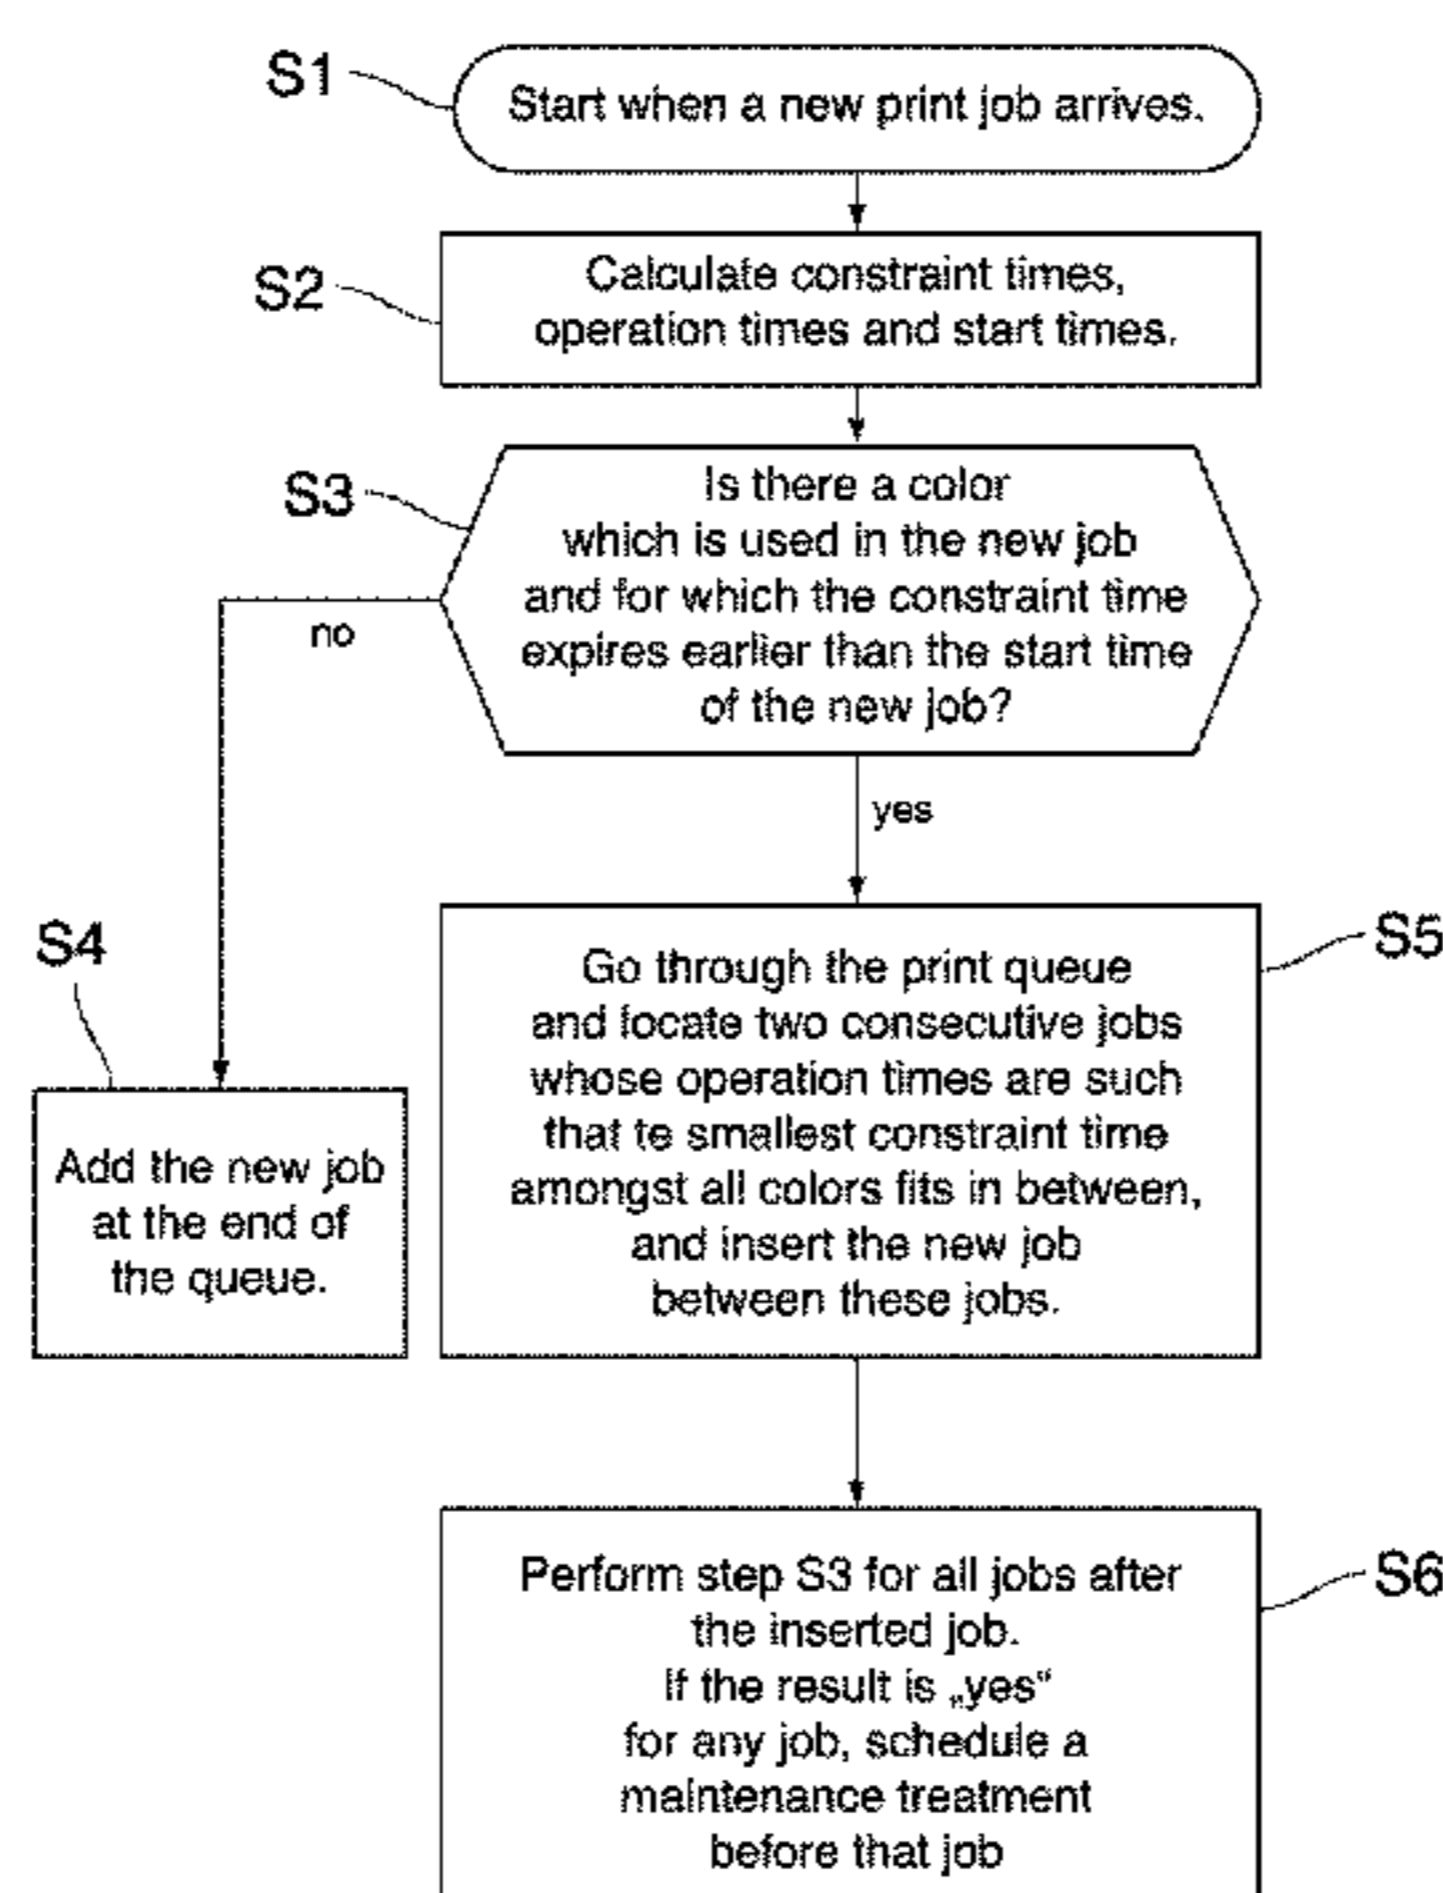 S1
Start when a new print job arrives.
S2
Calculate constraint times,
operation times and start times.
S3
Is there a color
which is used in the new job
and for which the constraint time
expires earlier than the start time
of the new job?
no
yes
S4
Add the new job
at the end of
the queue.
S5
Go through the print queue
and locate two consecutive jobs
whose operation times are such
that te smallest constraint time
amongst all colors fits in between,
and insert the new job
between these jobs.
S6
Perform step S3 for all jobs after
the inserted job.
If the result is „yes“
for any job, schedule a
maintenance treatment
before that job